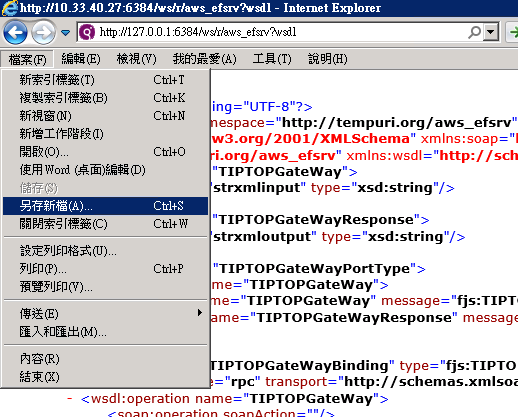 http://10.33.40.27:6384/ws/r/aws_efsrv?wsdl - Internet Explorer
http://127.0.0.1:6384/ws/r/aws_efsrv?wsdl
檔案(F) 編輯(E) 檢視(V) 我的最愛(A) 工具(T) 說明(H)
新索引標籤(T) Ctrl+T
複製索引標籤(B) Ctrl+K
新視窗(N) Ctrl+N
新增工作階段(I)
開啟(O)... Ctrl+O
使用 Word (桌面)編輯(D)
儲存(S)
另存新檔(A)... Ctrl+S
關閉索引標籤(C) Ctrl+W
設定列印格式(U)...
列印(P)... Ctrl+P
預覽列印(V)...
傳送(E)
匯入和匯出(M)...
內容(R)
結束(X)
ing="UTF-8"?>
mespace="http://tempuri.org/aws_efsrv"
w3.org/2001/XMLSchema" xmlns:soap="
uri.org/aws_efsrv" xmlns:wsdl="http://sch
"TIPTOPGateWay">
"strxmlinput" type="xsd:string"/>
"TIPTOPGateWayResponse">
"strxmloutput" type="xsd:string"/>
"TIPTOPGateWayPortType">
me="TIPTOPGateWay">
ame="TIPTOPGateWay" message="fjs:TIPTO
name="TIPTOPGateWayResponse" messag
TIPTOPGateWayBinding" type="fjs:TIPT
e="rpc" transport="http://schemas.xmlsoa
- <wsdl:operation name="TIPTOPGateWay">
<soap:operation soapAction=""/>